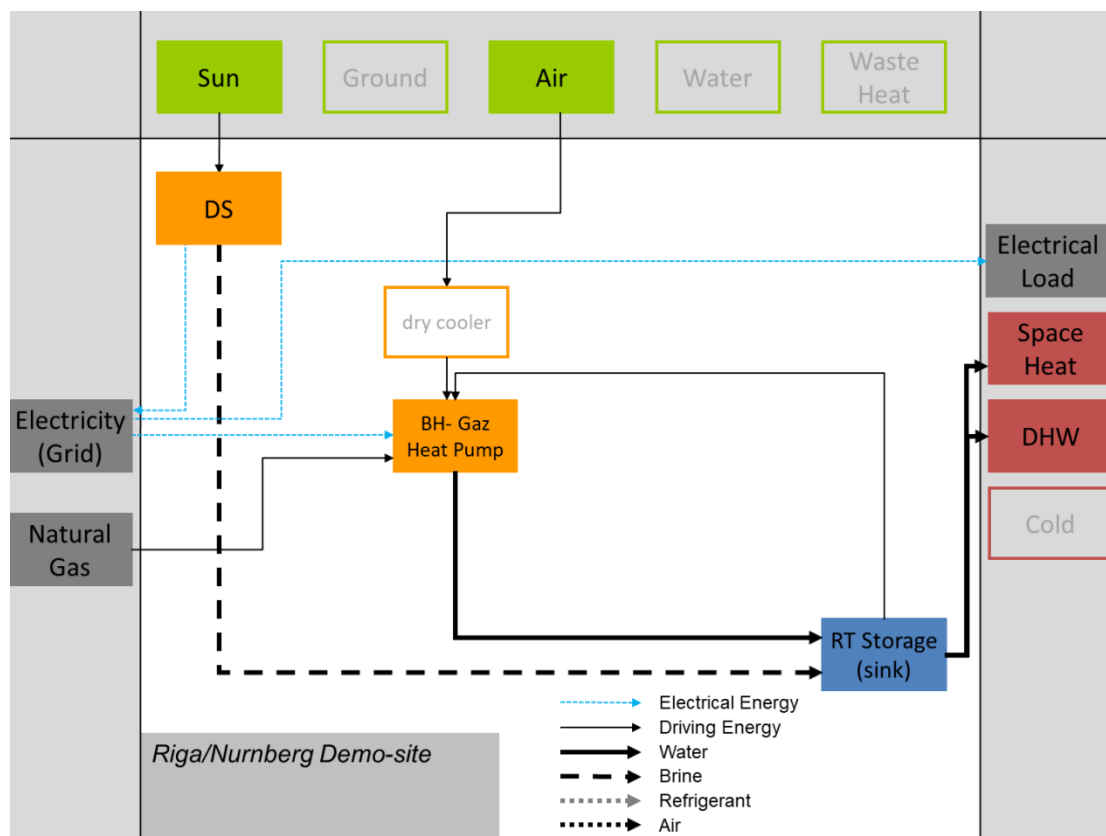 Sun
Ground
Air
Water
Waste
Heat
DS
Electrical
Load
dry cooler
Space
Heat
Electricity
(Grid)
BH- Gaz
Heat Pump
DHW
Natural
Gas
Cold
RT Storage
(sink)
Electrical Energy
Driving Energy
Water
Brine
Refrigerant
Air
Riga/Nurnberg Demo-site